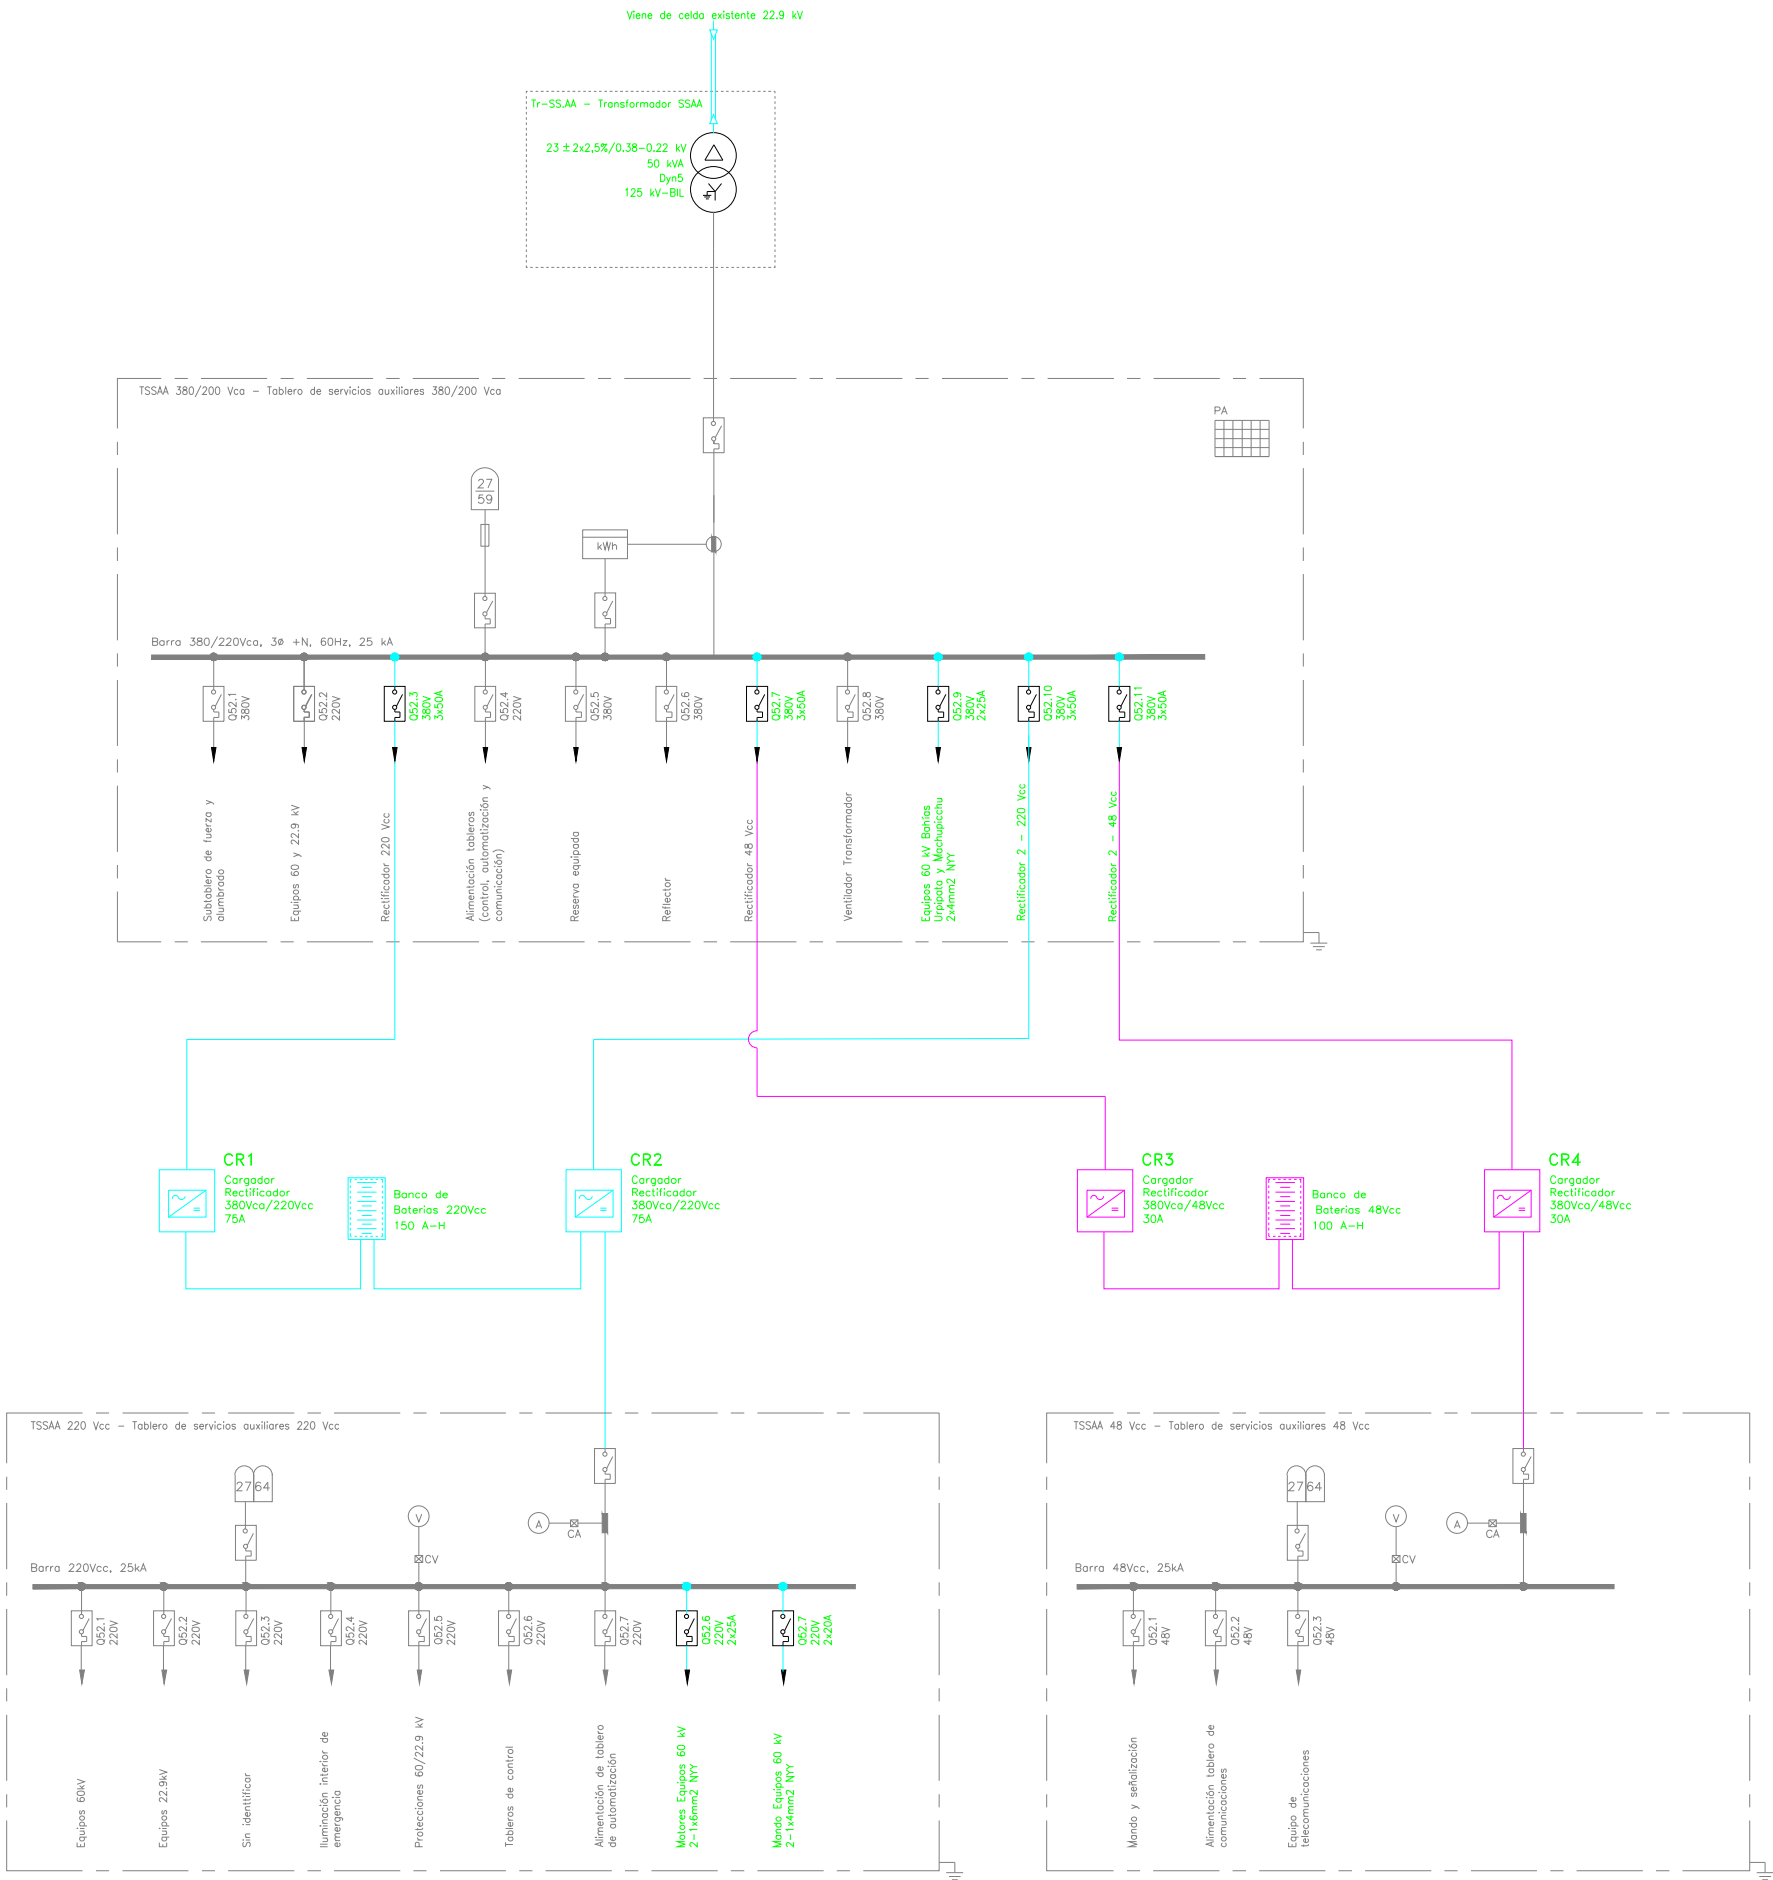 Viene de celda existente 22.9 kV
Tr-SS.AA - Transformador SSAA
23 ± 2x2,5%/0.38-0.22 kV
50 kVA
Dyn5
125 kV-BIL
TSSAA 380/200 Vca - Tablero de servicios auxiliares 380/200 Vca
PA
27
59
kWh
Barra 380/220Vca, 3ø +N, 60Hz, 25 kA
Q52.1
380V
Q52.2
220V
Q52.3
380V
3x50A
Q52.4
220V
Q52.5
380V
Q52.6
380V
Q52.7
380V
3x50A
Q52.8
380V
Q52.9
380V
2x25A
Q52.10
380V
3x50A
Q52.11
380V
3x50A
Subtablero de fuerza y
alumbrado
Equipos 60 y 22.9 kV
Rectificador 220 Vcc
Alimentación tableros
(control, automatización y
comunicación)
Reserva equipada
Reflector
Rectificador 48 Vcc
Ventilador Transformador
Equipos 60 kV Bahías
Urpipata y Machupicchu
2x4mm2 NYY
Rectificador 2 - 220 Vcc
Rectificador 2 - 48 Vcc
CR1
Cargador
Rectificador
380Vca/220Vcc
75A
Banco de
Baterias 220Vcc
150 A-H
CR2
Cargador
Rectificador
380Vca/220Vcc
75A
CR3
Cargador
Rectificador
380Vca/48Vcc
30A
Banco de
Baterias 48Vcc
100 A-H
CR4
Cargador
Rectificador
380Vca/48Vcc
30A
TSSAA 220 Vcc - Tablero de servicios auxiliares 220 Vcc
27 64
V
CV
A
CA
Barra 220Vcc, 25kA
Q52.1
220V
Q52.2
220V
Q52.3
220V
Q52.4
220V
Q52.5
220V
Q52.6
220V
Q52.7
220V
Q52.6
220V
2x25A
Q52.7
220V
2x20A
Equipos 60kV
Equipos 22.9kV
Sin identtificar
Iluminación interior de
emergencia
Protecciones 60/22.9 kV
Tableros de control
Alimentación de tablero
de automatización
Motores Equipos 60 kV
2-1x6mm2 NYY
Mando Equipos 60 kV
2-1x4mm2 NYY
TSSAA 48 Vcc - Tablero de servicios auxiliares 48 Vcc
27 64
V
CV
A
CA
Barra 48Vcc, 25kA
Q52.1
48V
Q52.2
48V
Q52.3
48V
Mando y señalización
Alimentación tablero de
comunicaciones
Equipo de
telecomunicaciones